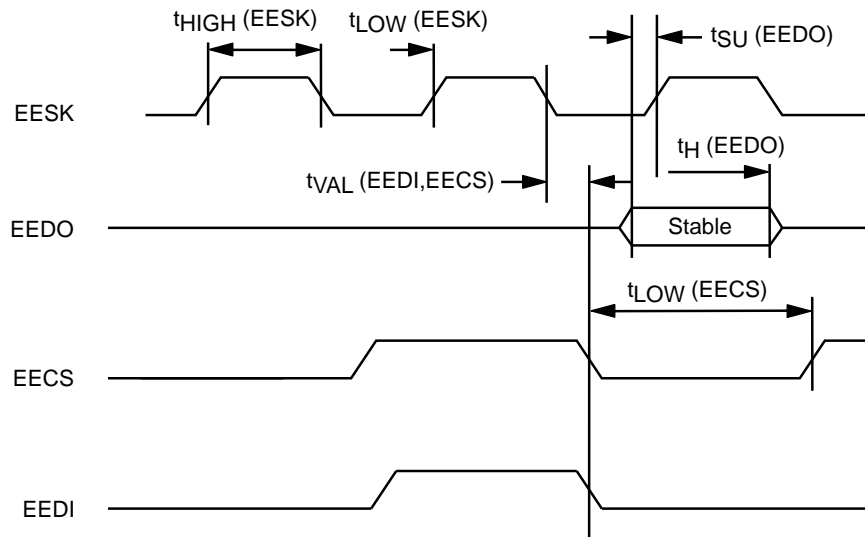 tHIGH (EESK)
tLOW (EESK)
tSU (EEDO)
EESK
tH (EEDO)
tVAL (EEDI,EECS)
EEDO
Stable
tLOW (EECS)
EECS
EEDI